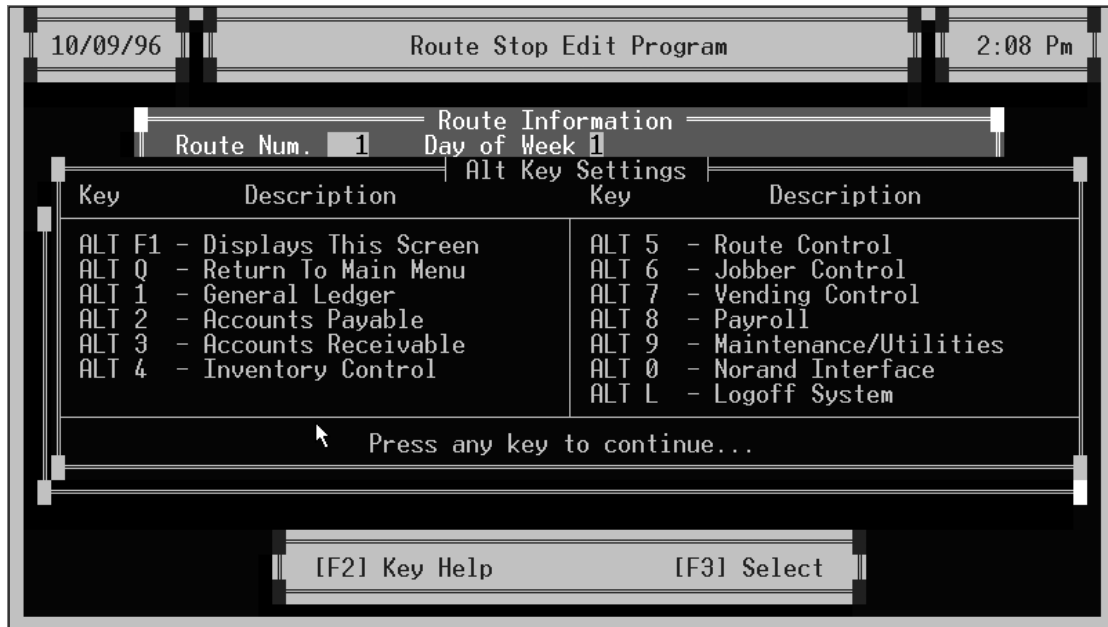 10/09/96 Route Stop Edit Program 2:08 Pm
Route Information
Route Num. 1 Day of Week 1
Alt Key Settings
Key Description Key Description
ALT F1 - Displays This Screen ALT 5 - Route Control
ALT Q - Return To Main Menu ALT 6 - Jobber Control
ALT 1 - General Ledger ALT 7 - Vending Control
ALT 2 - Accounts Payable ALT 8 - Payroll
ALT 3 - Accounts Receivable ALT 9 - Maintenance/Utilities
ALT 4 - Inventory Control ALT 0 - Norand Interface
ALT L - Logoff System
Press any key to continue...
[F2] Key Help [F3] Select